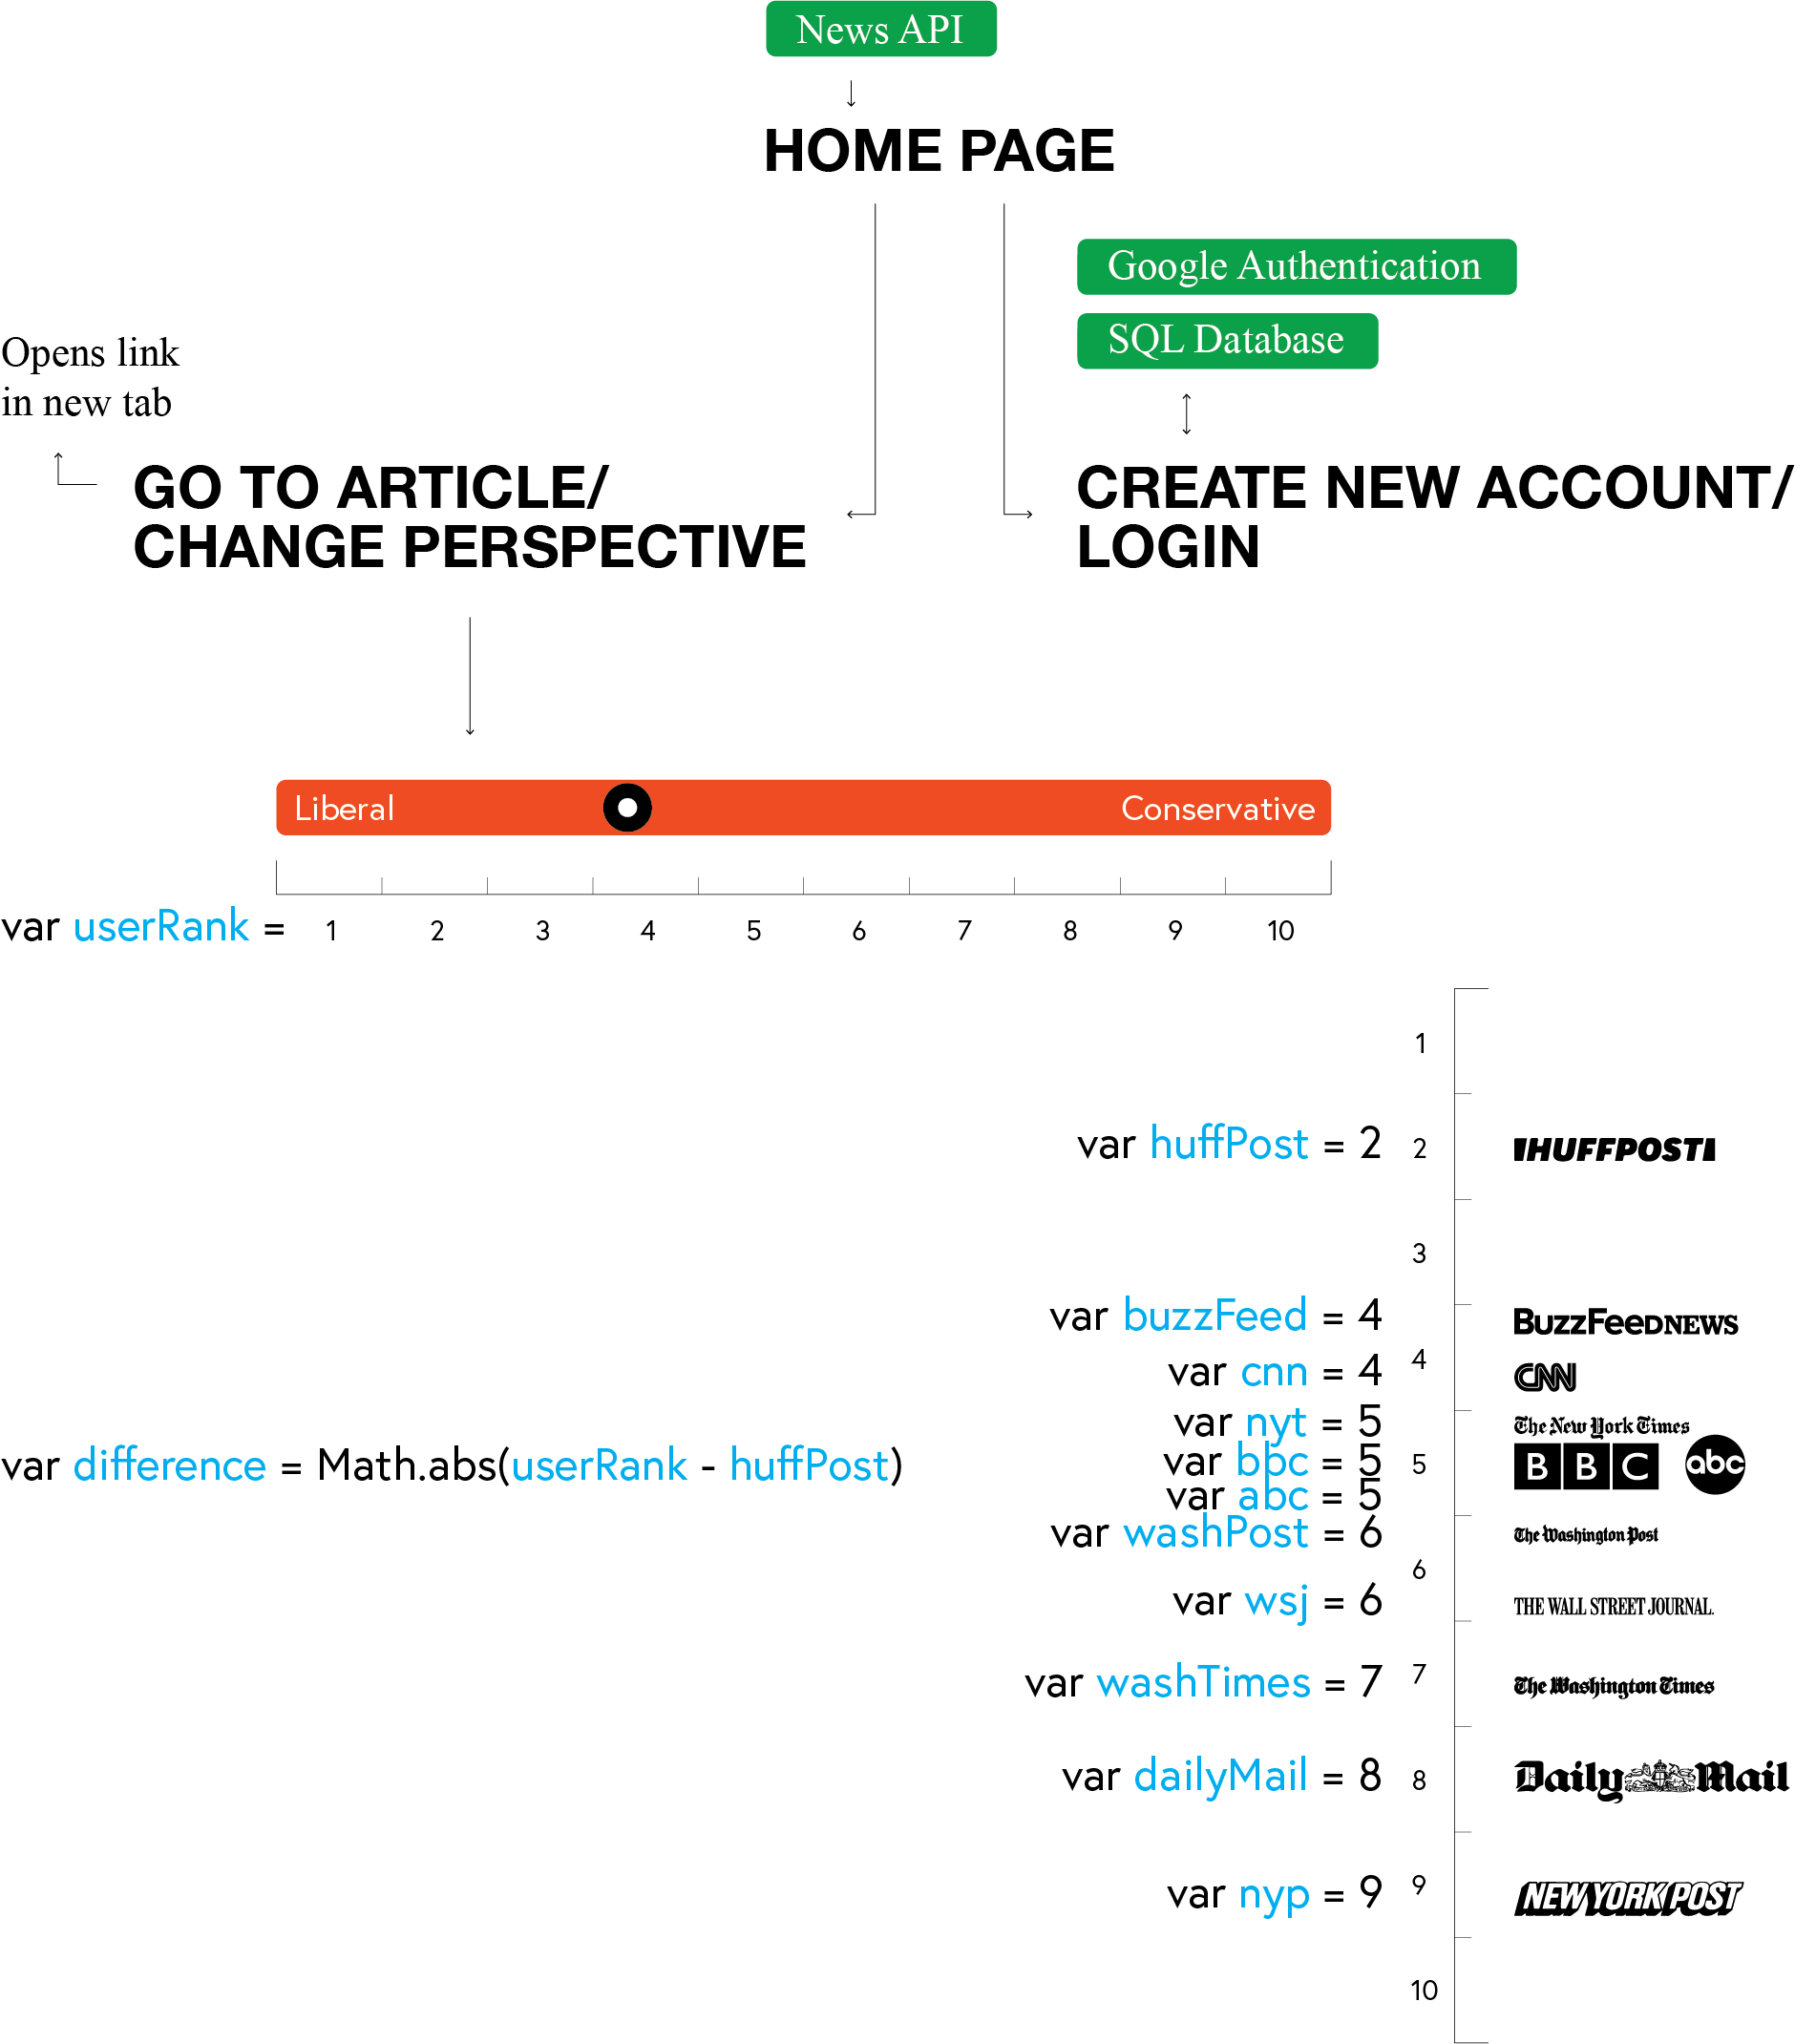 News API
HOME PAGE
Google Authentication
SQL Database
Opens link
in new tab
GO TO ARTICLE/
CHANGE PERSPECTIVE
CREATE NEW ACCOUNT/
LOGIN
Liberal
Conservative
var userRank = 1 2 3 4 5 6 7 8 9 10
1
var huffPost = 2 2 HUFFPOST
3
var buzzFeed = 4 BuzzFeedNEWS
4
var cnn = 4 CNN
var nyt = 5 The New York Times
var difference = Math.abs(userRank - huffPost)
var bbc = 5 5 BBC abc
var abc = 5
var washPost = 6 The Washington Post
6
var wsj = 6 THE WALL STREET JOURNAL.
var washTimes = 7 7 The Washington Times
var dailyMail = 8 8 Daily Mail
var nyp = 9 9 NEW YORK POST
10